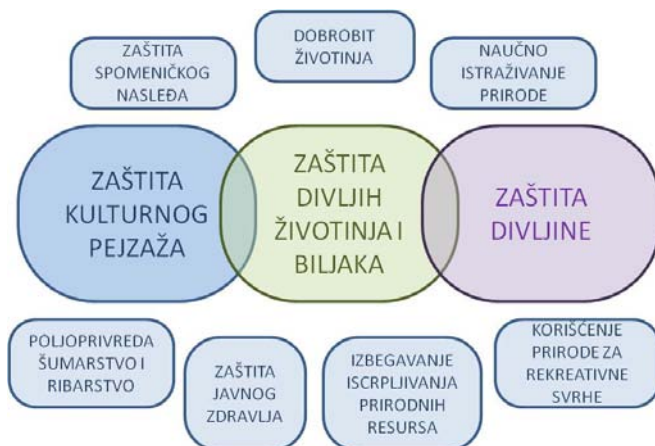 ZAŠTITA
SPOMENIČKOG
NASLEĐA
DOBROBIT
ŽIVOTINJA
NAUČNO
ISTRAŽIVANJE
PRIRODE
ZAŠTITA
KULTURNOG
PEJZAŽA
ZAŠTITA
DIVLJIH
ŽIVOTINJA I
BILJAKA
ZAŠTITA
DIVLJINE
POLJOPRIVREDA
ŠUMARSTVO I
RIBARSTVO
ZAŠTITA
JAVNOG
ZDRAVLJA
IZBEGAVANJE
ISCRPLJIVANJA
PRIRODNIH
RESURSA
KORIŠĆENJE
PRIRODE ZA
REKREATIVNE
SVRHE